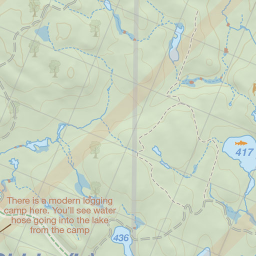 417
There is a modern logging
camp here. You'll see water
hose going into the lake
from the camp
436